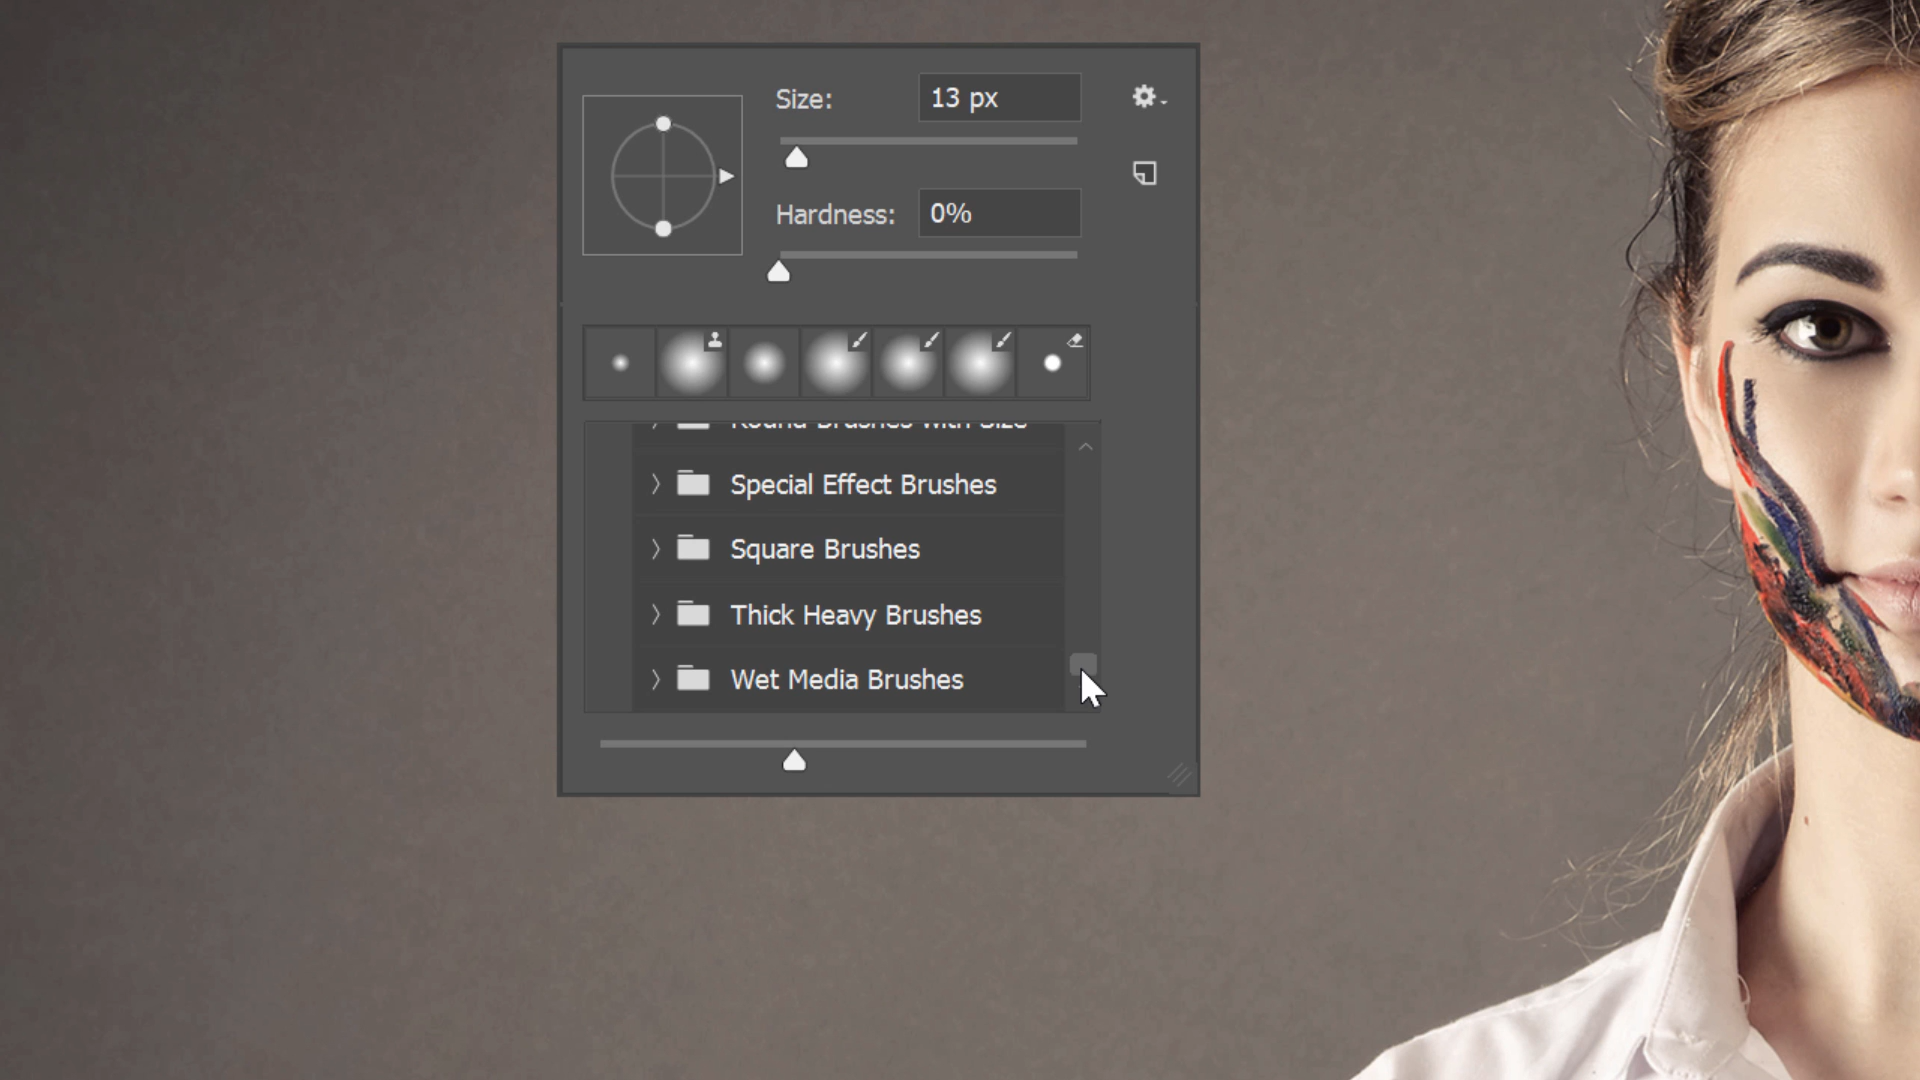 Size: 13 px
Hardness: 0%
Round Brushes with Size
Special Effect Brushes
Square Brushes
Thick Heavy Brushes
Wet Media Brushes